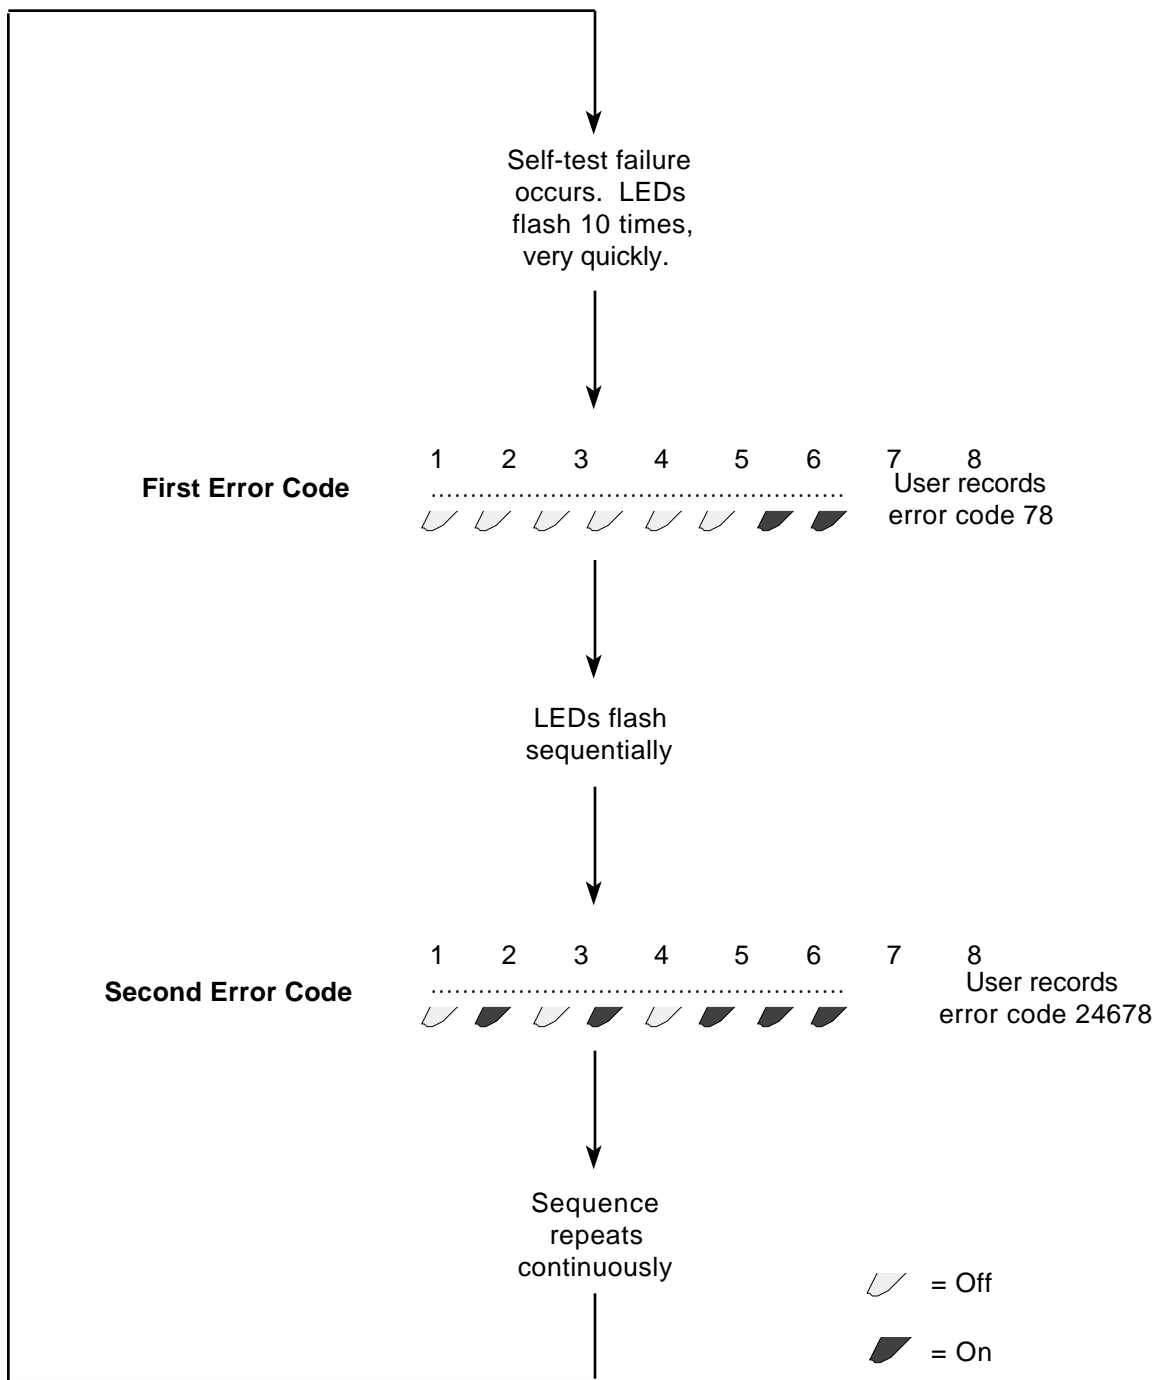 Self-test failure
occurs. LEDs
flash 10 times,
very quickly.
1 2 3 4 5 6 7 8
First Error Code
User records
error code 78
LEDs flash
sequentially
1 2 3 4 5 6 7 8
Second Error Code
User records
error code 24678
Sequence
repeats
continuously
= Off
= On